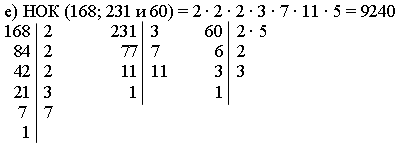 е) НОК (168; 231 и 60) = 2 · 2 · 2 · 3 · 7 · 11 · 5 = 9240
168 | 2 231 | 3 60 | 2 · 5
84 | 2 77 | 7 6 | 2
42 | 2 11 | 11 3 | 3
21 | 3 1 | 1 |
7 | 7
1 |